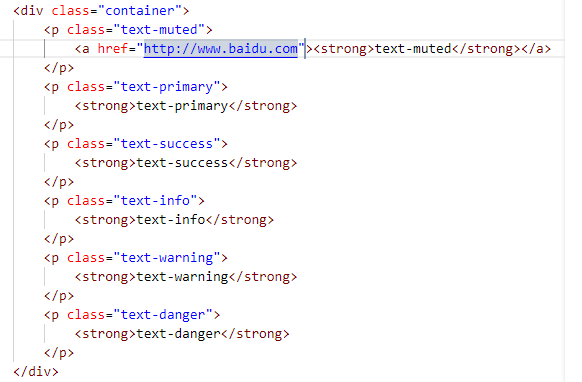 <div class="container">
<p class="text-muted">
<a href="http://www.baidu.com"><strong>text-muted</strong></a>
</p>
<p class="text-primary">
<strong>text-primary</strong>
</p>
<p class="text-success">
<strong>text-success</strong>
</p>
<p class="text-info">
<strong>text-info</strong>
</p>
<p class="text-warning">
<strong>text-warning</strong>
</p>
<p class="text-danger">
<strong>text-danger</strong>
</p>
</div>